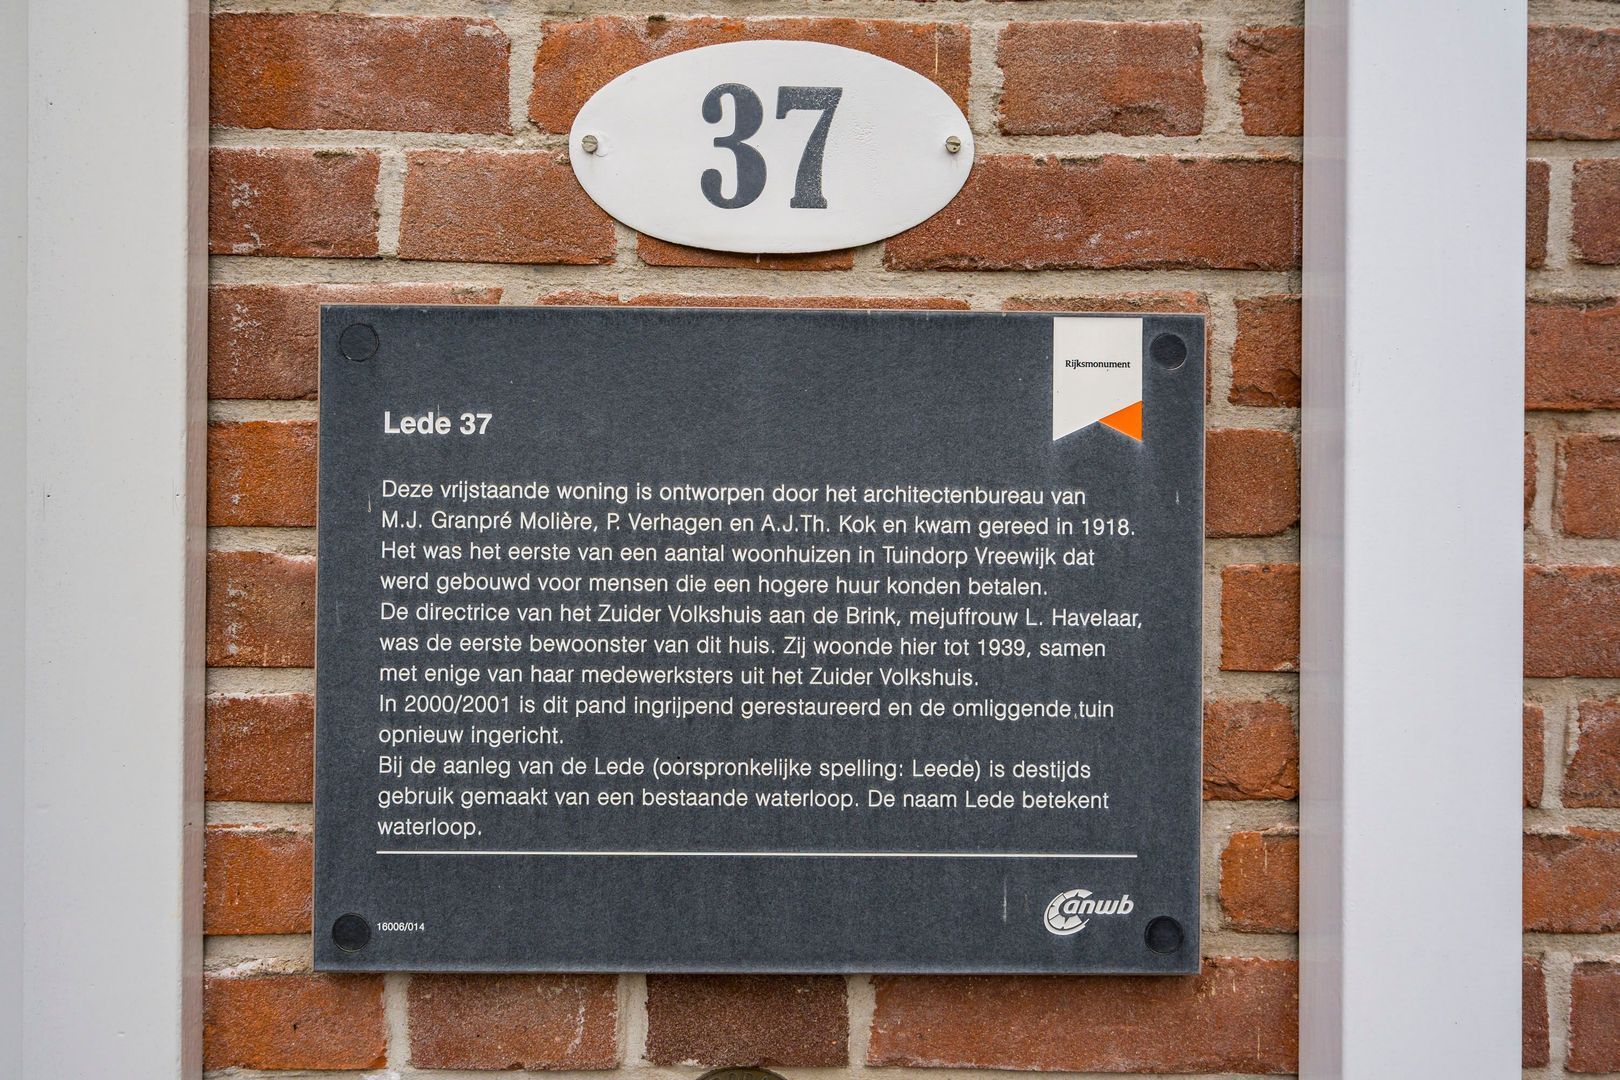 37
Rijksmonument
Lede 37
Deze vrijstaande woning is ontworpen door het architectenbureau van
M.J. Granpré Molière, P. Verhagen en A.J.Th. Kok en kwam gereed in 1918.
Het was het eerste van een aantal woonhuizen in Tuindorp Vreewijk dat
werd gebouwd voor mensen die een hogere huur konden betalen.
De directrice van het Zuider Volkshuis aan de Brink, mejuffrouw L. Havelaar,
was de eerste bewoonster van dit huis. Zij woonde hier tot 1939, samen
met enige van haar medewerksters uit het Zuider Volkshuis.
In 2000/2001 is dit pand ingrijpend gerestaureerd en de omliggende tuin
opnieuw ingericht.
Bij de aanleg van de Lede (oorspronkelijke spelling: Leede) is destijds
gebruik gemaakt van een bestaande waterloop. De naam Lede betekent
waterloop.
anwb
16006/014